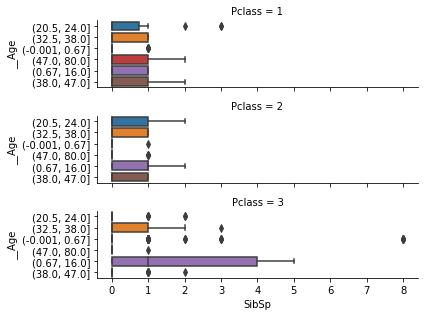 Pclass = 1
__Age
(20.5, 24.0]
(32.5, 38.0]
(-0.001, 0.67]
(47.0, 80.0]
(0.67, 16.0]
(38.0, 47.0]
Pclass = 2
__Age
(20.5, 24.0]
(32.5, 38.0]
(-0.001, 0.67]
(47.0, 80.0]
(0.67, 16.0]
(38.0, 47.0]
Pclass = 3
__Age
(20.5, 24.0]
(32.5, 38.0]
(-0.001, 0.67]
(47.0, 80.0]
(0.67, 16.0]
(38.0, 47.0]
0 1 2 3 4 5 6 7 8
SibSp